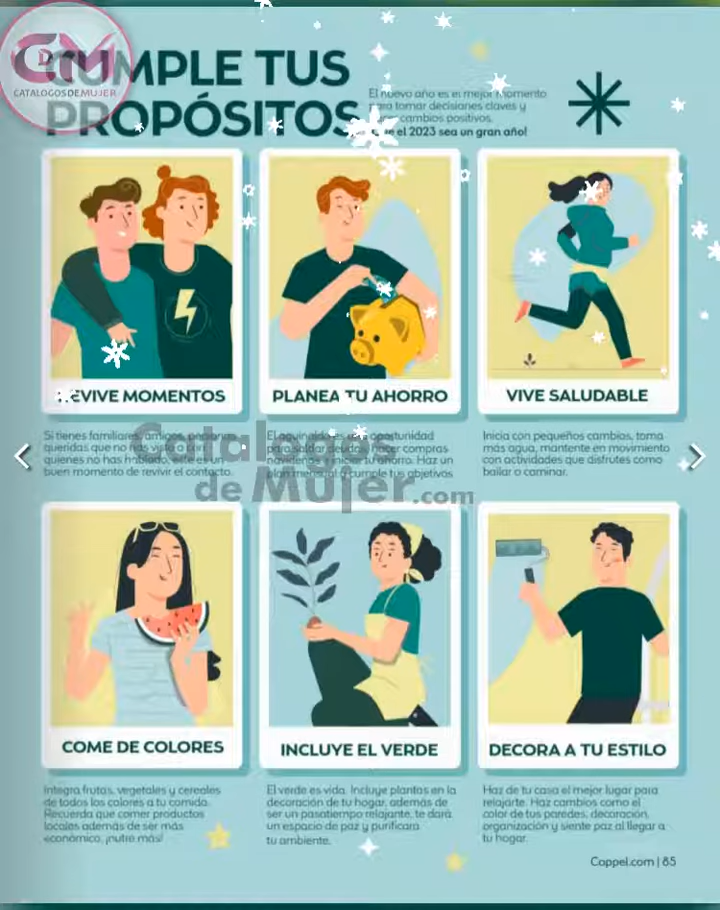 CDM
CATALOGOSDEMUJER
CUMPLE TUS
PROPÓSITOS
El nuevo año es el mejor momento
para tomar decisiones claves y
cambios positivos.
el 2023 sea un gran año!
REVIVE MOMENTOS
PLANEA TU AHORRO
VIVE SALUDABLE
Si tienes familiares, amigos, personas
queridas que no has visto o con
quienes no has hablado, este es un
buen momento de revivir el contacto.
El aguinaldo es una oportunidad
para saldar deudas, hacer compras
navideñas y iniciar tu ahorro. Haz un
plan mensual y cumple tus objetivos.
Inicia con pequeños cambios, toma
más agua, mantente en movimiento
con actividades que disfrutes como
bailar o caminar.
Catalogos
de Mujer.com
COME DE COLORES
INCLUYE EL VERDE
DECORA A TU ESTILO
Integra frutas, vegetales y cereales
de todos los colores a tu comida.
Recuerda que comer productos
locales además de ser más
económico, ¡nutre más!
El verde es vida. Incluye plantas en la
decoración de tu hogar, además de
ser un pasatiempo relajante, te dará
un espacio de paz y purificará
tu ambiente.
Haz de tu casa el mejor lugar para
relajarte. Haz cambios como el
color de tus paredes, decoración,
organización y siente paz al llegar a
tu hogar.
Coppel.com | 85